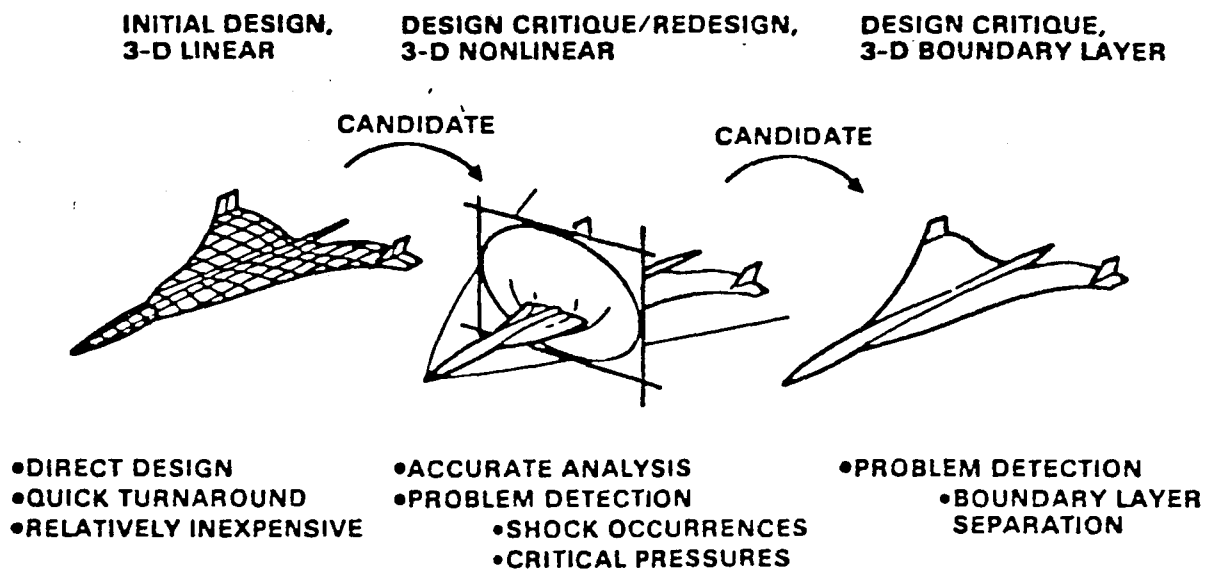 INITIAL DESIGN,
3-D LINEAR
DESIGN CRITIQUE/REDESIGN,
3-D NONLINEAR
DESIGN CRITIQUE,
3-D BOUNDARY LAYER
CANDIDATE
CANDIDATE
•DIRECT DESIGN
•QUICK TURNAROUND
•RELATIVELY INEXPENSIVE
•ACCURATE ANALYSIS
•PROBLEM DETECTION
•SHOCK OCCURRENCES
•CRITICAL PRESSURES
•PROBLEM DETECTION
•BOUNDARY LAYER
SEPARATION